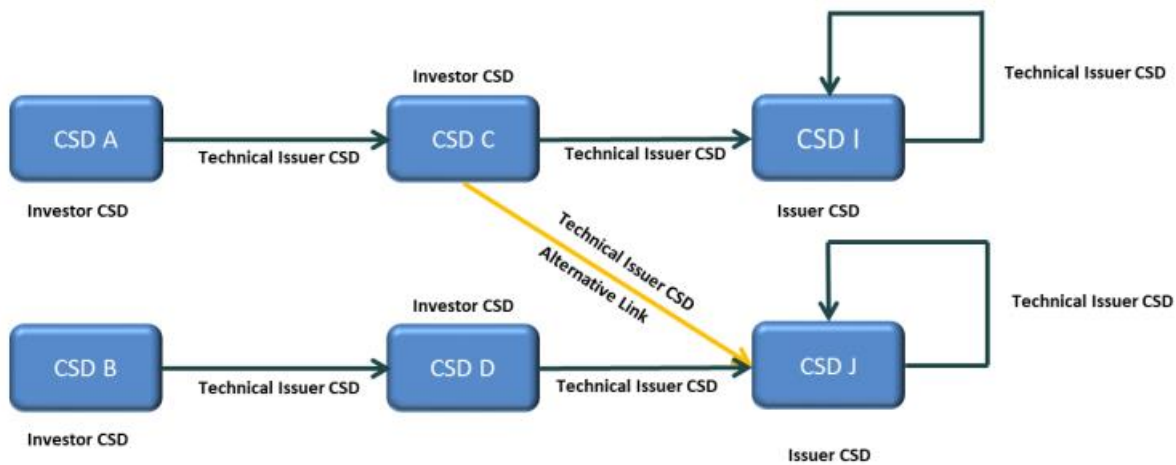 Investor CSD
Technical Issuer CSD
CSD A
CSD C
CSD I
Technical Issuer CSD
Technical Issuer CSD
Investor CSD
Issuer CSD
Technical Issuer CSD
Alternative Link
Investor CSD
Technical Issuer CSD
CSD B
CSD D
CSD J
Technical Issuer CSD
Technical Issuer CSD
Investor CSD
Issuer CSD